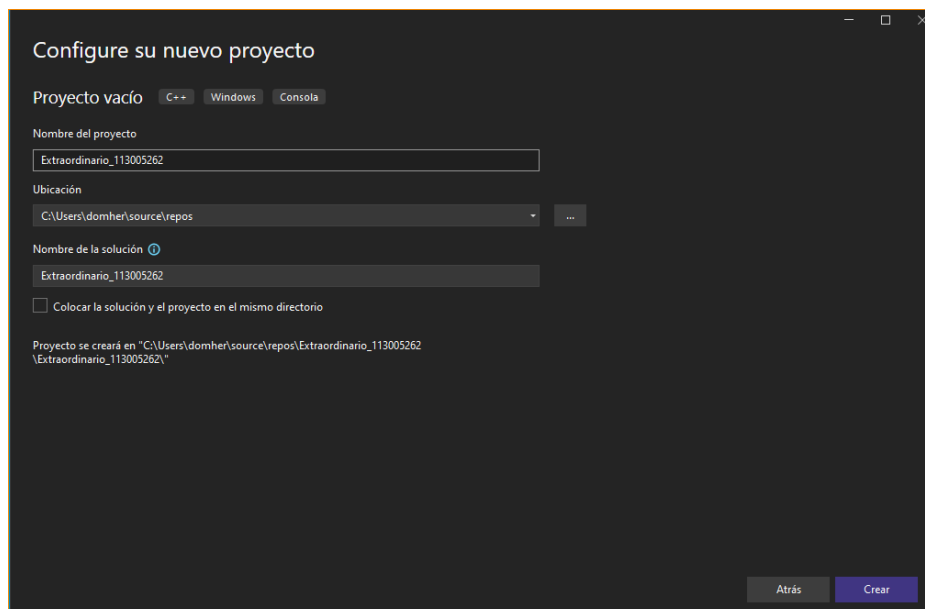 Configure su nuevo proyecto
Proyecto vacío C++ Windows Consola
Nombre del proyecto
Extraordinario_113005262
Ubicación
C:\Users\domher\source\repos
...
Nombre de la solución
Extraordinario_113005262
Colocar la solución y el proyecto en el mismo directorio
Proyecto se creará en "C:\Users\domher\source\repos\Extraordinario_113005262
\Extraordinario_113005262\"
Atrás Crear